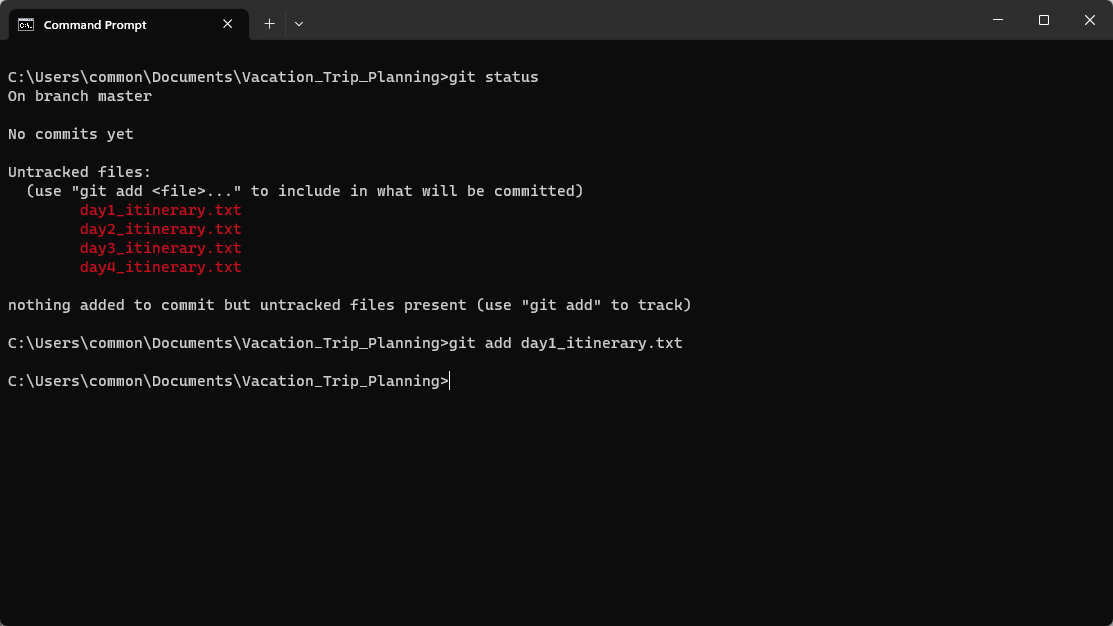 Command Prompt
C:\Users\common\Documents\Vacation_Trip_Planning>git status
On branch master
No commits yet
Untracked files:
  (use "git add <file>..." to include in what will be committed)
        day1_itinerary.txt
        day2_itinerary.txt
        day3_itinerary.txt
        day4_itinerary.txt
nothing added to commit but untracked files present (use "git add" to track)
C:\Users\common\Documents\Vacation_Trip_Planning>git add day1_itinerary.txt
C:\Users\common\Documents\Vacation_Trip_Planning>